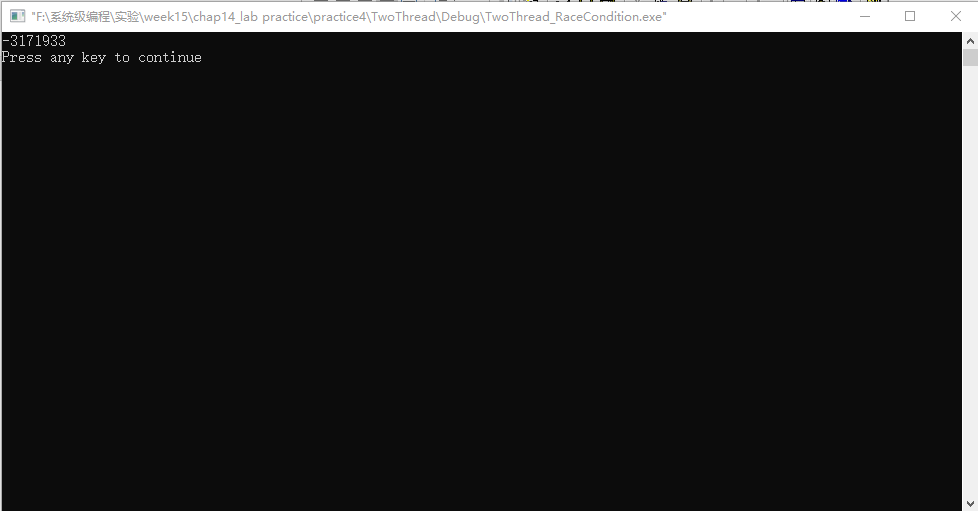 "F:\系统级编程\实验\week15\chap14_lab practice\practice4\TwoThread\Debug\TwoThread_RaceCondition.exe"
-3171933
Press any key to continue